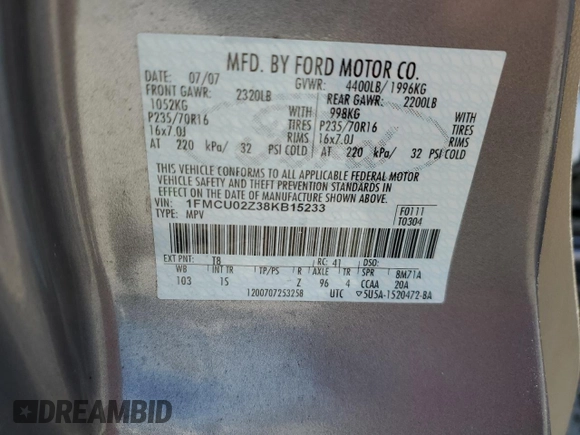 MFD. BY FORD MOTOR CO.
DATE: 07/07 GVWR: 4400LB/ 1996KG
FRONT GAWR: 2320LB REAR GAWR: 2200LB
1052KG WITH 998KG WITH
P235/70R16 TIRES P235/70R16 TIRES
16x7.0J RIMS 16x7.0J RIMS
AT 220 kPa/ 32 PSI COLD AT 220 kPa/ 32 PSI COLD
THIS VEHICLE CONFORMS TO ALL APPLICABLE FEDERAL MOTOR
VEHICLE SAFETY AND THEFT PREVENTION STANDARDS IN
EFFECT ON THE DATE OF MANUFACTURE SHOWN ABOVE.
VIN: 1FMCU02Z38KB15233 F0111
TYPE: MPV T0304
EXT PNT: T8 RC: 41 DSO:
WB INT TR TP/PS R AXLE TR SPR 8M71A
103 1S Z 96 4 CCAA 20A
1200707253258 UTC ▽5U5A-1520472-BA
DREAMBID